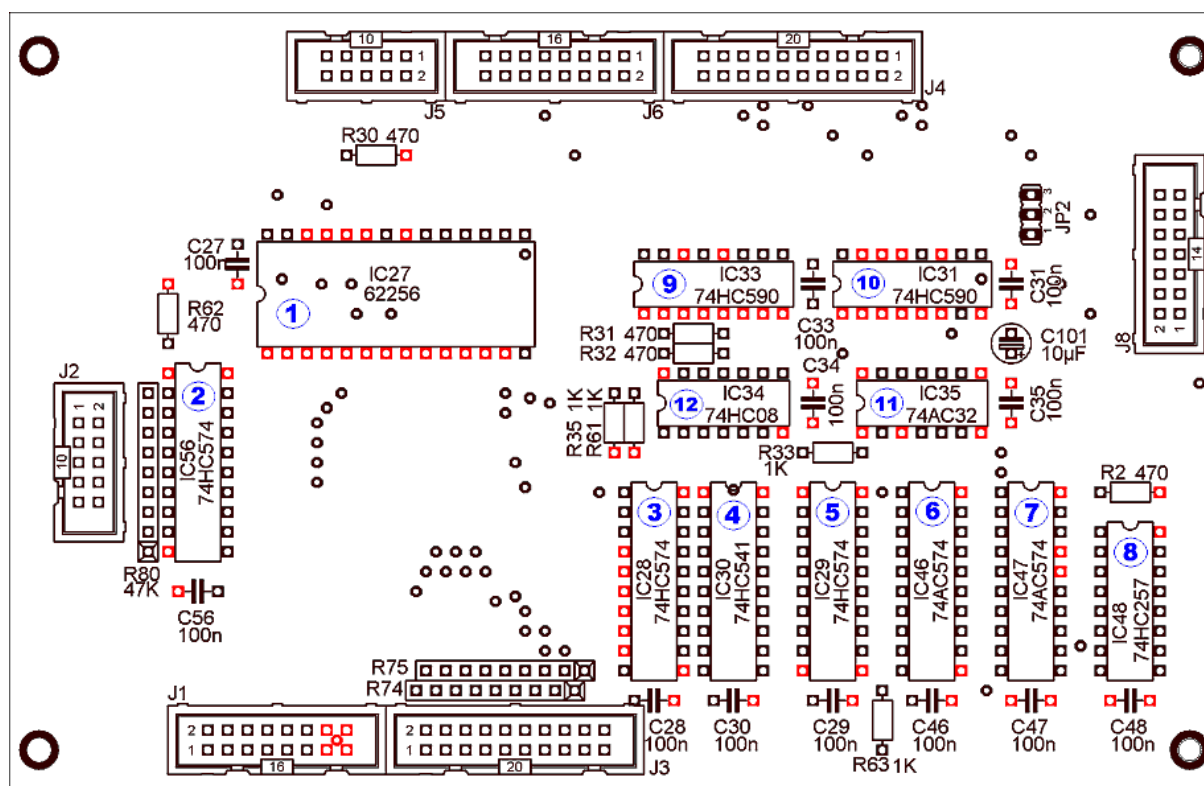 10
16
20
1
2
1
2
1
2
J5
J6
J4
R30 470
3
2
1
JP2
14
2 1
J8
C27
100n
IC27
62256
1
R62
470
9
IC33
74HC590
C33
100n
10
IC31
74HC590
C31
100n
R31 470
R32 470
C101
10µF
+
J2
1 2
10
2
IC56
74HC574
R80
47K
C56
100n
R35 1K
R61 1K
12
IC34
74HC08
C34
100n
11
IC35
74AC32
C35
100n
R33
1K
R2 470
3
IC28
74HC574
4
IC30
74HC541
5
IC29
74HC574
6
IC46
74AC574
7
IC47
74AC574
8
IC48
74HC257
R75
R74
C28
100n
C30
100n
C29
100n
R63 1K
C46
100n
C47
100n
C48
100n
J1
2
1
16
2
1
20
J3